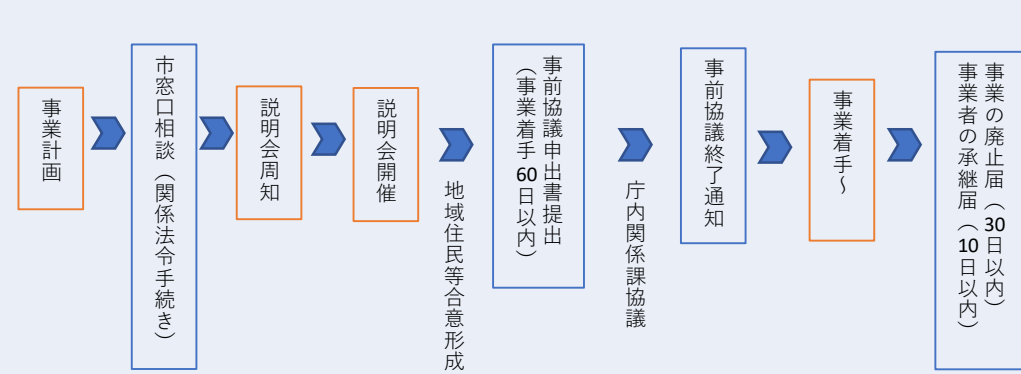 事業計画
市窓口相談（関係法令手続き）
説明会周知
説明会開催
地域住民等合意形成
事前協議申出書提出
（事業着手60日以内）
庁内関係課協議
事前協議終了通知
事業着手～
事業の廃止届（30日以内）
事業者の承継届（10日以内）